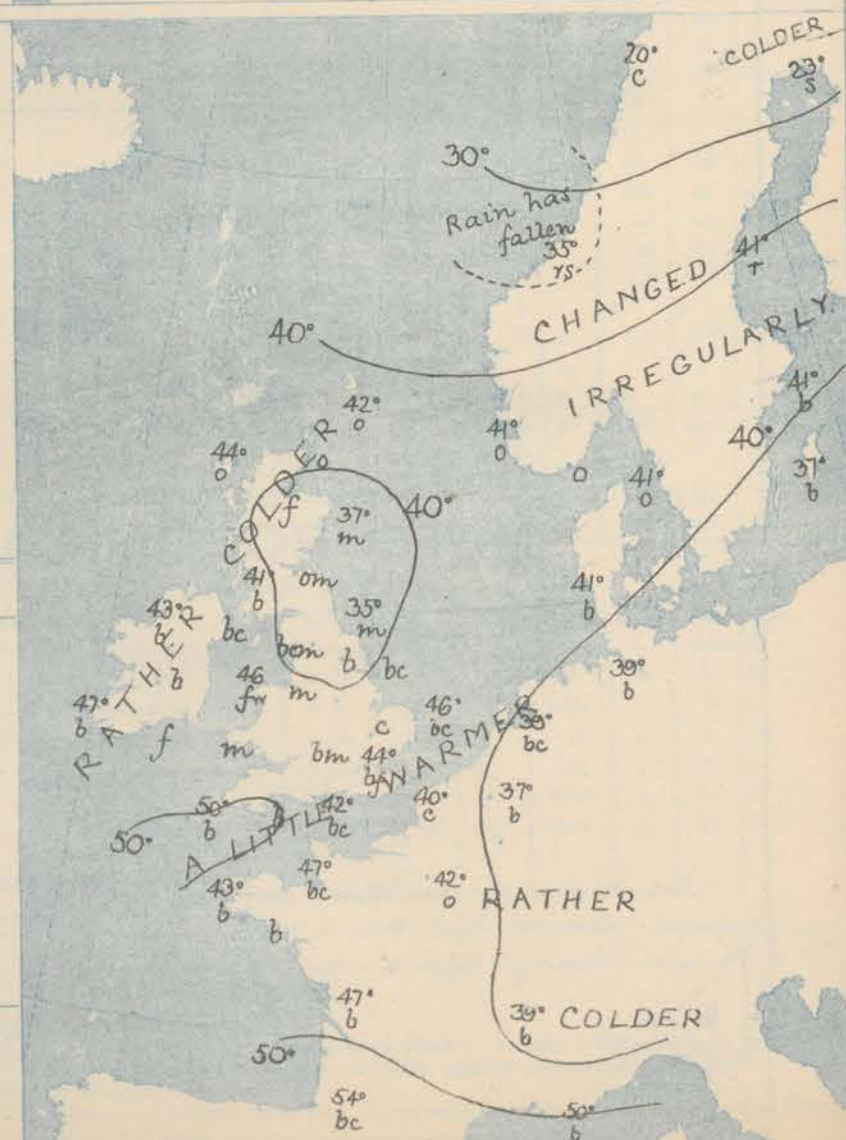 20°
c
COLDER
23°
s
30°
Rain has
fallen
35°
rs
41°
r
CHANGED
IRREGULARLY
40°
42°
o
44°
o
o
41°
o
o
41°
o
41°
b
40°
37°
b
RATHER COLDER
f
37°
m
40°
41°
b
om
35°
m
43°
b
bc
bcm
b
bc
41°
b
39°
b
46
m
b
47°
b
f
m
bm
c
46°
bc
39°
bc
44°
A LITTLE WARMER
50°
b
50°
42°
bc
40°
c
37°
b
43°
b
47°
bc
42°
o
RATHER
b
47°
b
39°
b
COLDER
50°
54°
bc
50°
b